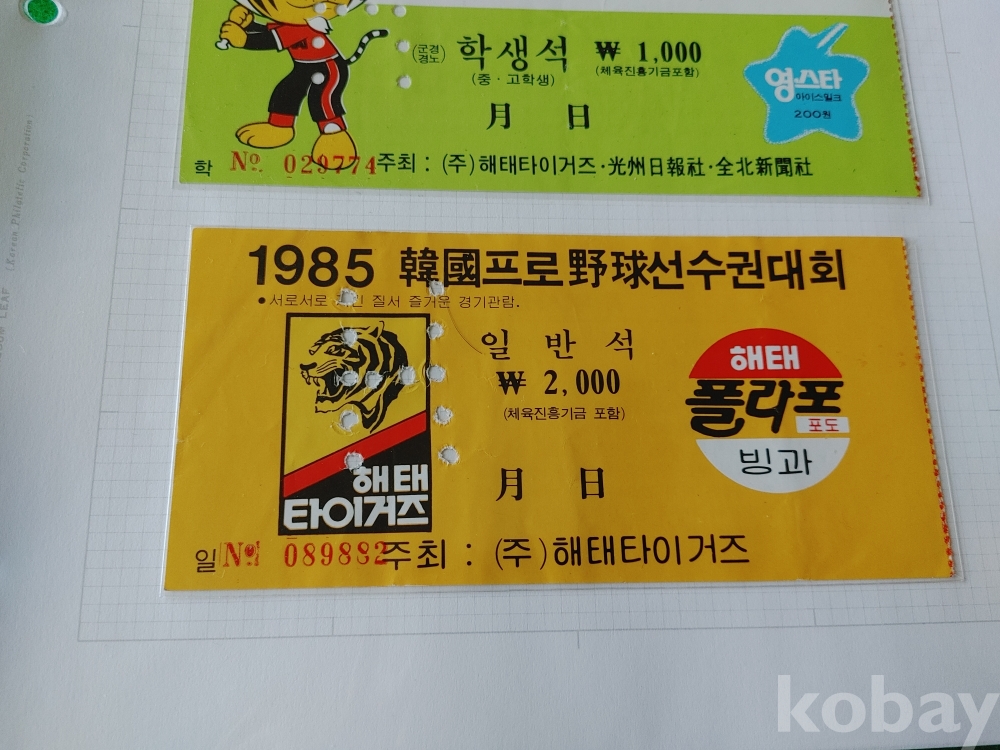 (군경
경노) 학생석 ₩ 1,000
(중·고학생) (체육진흥기금포함)
영스타
아이스밀크
200원
月 日
학 No 029774 주최 : (주)해태타이거즈·光州日報社·全北新聞社
1985 韓國프로野球선수권대회
●서로서로 질서 즐거운 경기관람.
일반석
₩ 2,000
(체육진흥기금 포함)
해태
폴라포
포도
빙과
月 日
해태
타이거즈
일 No 089882 주최 : (주)해태타이거즈
(Korean Philatelic Corporation)
LEAF
kobay